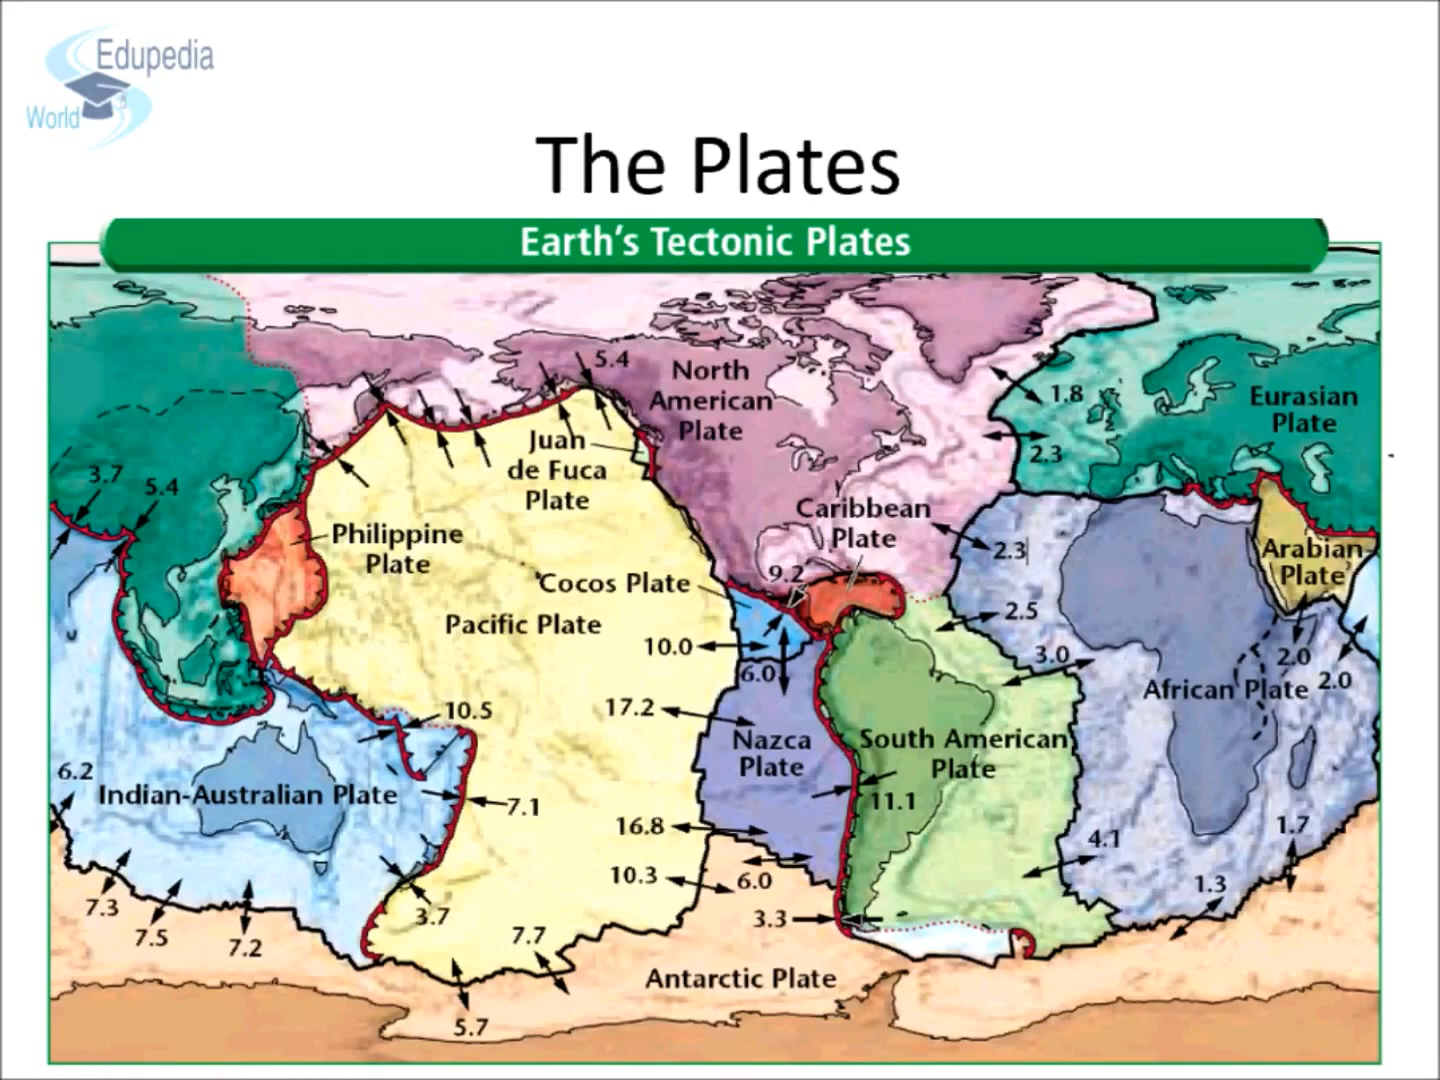 Edupedia
World
The Plates
Earth's Tectonic Plates
5.4
North
American
Plate
1.8
Eurasian
Plate
Juan
de Fuca
Plate
2.3
3.7
5.4
Caribbean
Plate
Philippine
Plate
2.3
Arabian
Plate
9.2
Cocos Plate
2.5
Pacific Plate
10.0
3.0
2.0
6.0
African Plate
2.0
17.2
10.5
Nazca
Plate
South American
Plate
6.2
Indian-Australian Plate
7.1
11.1
16.8
4.1
1.7
10.3
6.0
1.3
7.3
3.7
3.3
7.5
7.2
7.7
Antarctic Plate
5.7